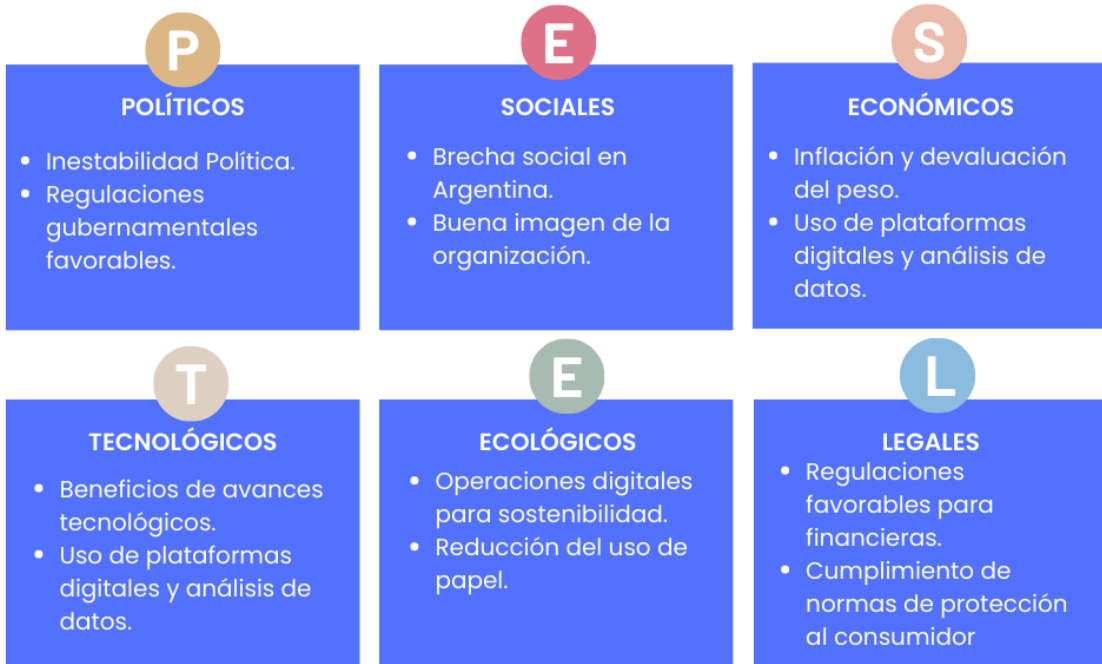 P
POLÍTICOS
• Inestabilidad Política.
• Regulaciones
gubernamentales
favorables.
E
SOCIALES
• Brecha social en
Argentina.
• Buena imagen de la
organización.
S
ECONÓMICOS
• Inflación y devaluación
del peso.
• Uso de plataformas
digitales y análisis de
datos.
T
TECNOLÓGICOS
• Beneficios de avances
tecnológicos.
• Uso de plataformas
digitales y análisis de
datos.
E
ECOLÓGICOS
• Operaciones digitales
para sostenibilidad.
• Reducción del uso de
papel.
L
LEGALES
• Regulaciones
favorables para
financieras.
• Cumplimiento de
normas de protección
al consumidor